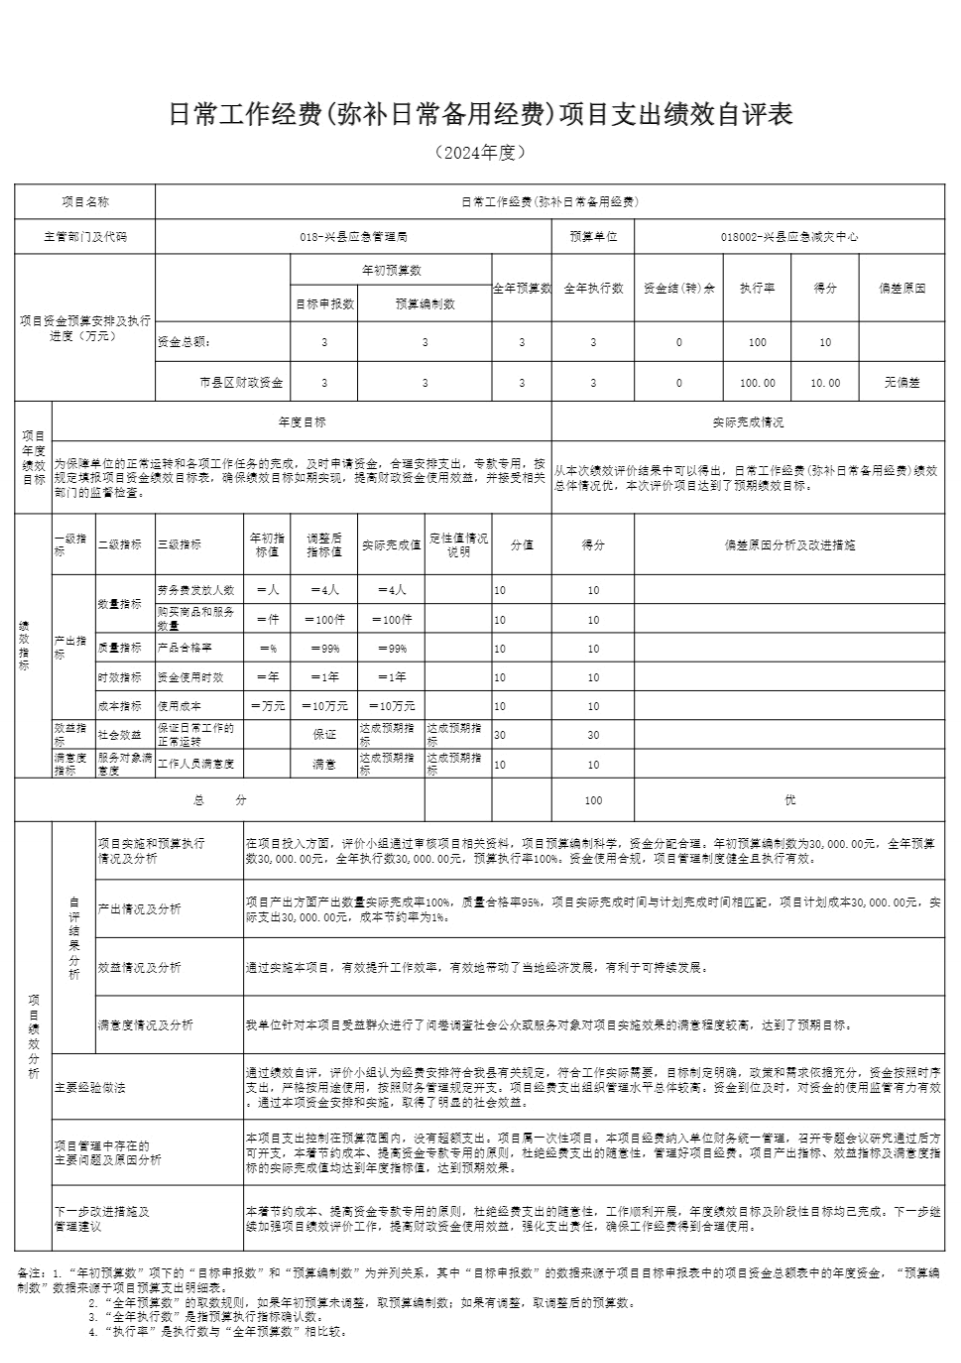 日常工作经费(弥补日常备用经费)项目支出绩效自评表
（2024年度）
项目名称 日常工作经费(弥补日常备用经费)
主管部门及代码 018-兴县应急管理局 预算单位 018002-兴县应急减灾中心
项目资金预算安排及执行
进度（万元）
年初预算数 全年预算数 全年执行数 资金结(转)余 执行率 得分 偏差原因
目标申报数 预算编制数
资金总额: 3 3 3 3 0 100 10
市县区财政资金 3 3 3 3 0 100.00 10.00 无偏差
项目
年度
绩效
目标
年度目标 实际完成情况
为保障单位的正常运转和各项工作任务的完成，及时申请资金，合理安排支出，专款专用，按
规定填报项目资金绩效目标表，确保绩效目标如期实现，提高财政资金使用效益，并接受相关
部门的监督检查。
从本次绩效评价结果中可以得出，日常工作经费(弥补日常备用经费)绩效
总体情况优，本次评价项目达到了预期绩效目标。
绩
效
指
标
一级指
标
二级指标 三级指标
年初指
标值
调整后
指标值
实际完成值
定性值情况
说明
分值 得分 偏差原因分析及改进措施
产出指
标
数量指标
劳务费发放人数 ＝人 ＝4人 ＝4人 10 10
购买商品和服务
数量
＝件 ＝100件 ＝100件 10 10
质量指标 产品合格率 ＝% ＝99% ＝99% 10 10
时效指标 资金使用时效 ＝年 ＝1年 ＝1年 10 10
成本指标 使用成本 ＝万元 ＝10万元 ＝10万元 10 10
效益指
标
社会效益
保证日常工作的
正常运转
保证
达成预期指
标
达成预期指
标
30 30
满意度
指标
服务对象满
意度
工作人员满意度 满意
达成预期指
标
达成预期指
标
10 10
总 分 100 优
项
目
绩
效
分
析
自
评
结
果
分
析
项目实施和预算执行
情况及分析
在项目投入方面，评价小组通过审核项目相关资料，项目预算编制科学，资金分配合理。年初预算编制数为30,000.00元，全年预算
数30,000.00元，全年执行数30,000.00元，预算执行率100%。资金使用合规，项目管理制度健全且执行有效。
产出情况及分析
项目产出方面产出数量实际完成率100%，质量合格率95%，项目实际完成时间与计划完成时间相匹配，项目计划成本30,000.00元，实
际支出30,000.00元，成本节约率为1%。
效益情况及分析
通过实施本项目，有效提升工作效率，有效地带动了当地经济发展，有利于可持续发展。
满意度情况及分析
我单位针对本项目受益群众进行了问卷调查社会公众或服务对象对项目实施效果的满意程度较高，达到了预期目标。
主要经验做法
通过绩效自评，评价小组认为经费安排符合我县有关规定，符合工作实际需要，目标制定明确，政策和需求依据充分，资金按照时序
支出，严格按用途使用，按照财务管理规定开支。项目经费支出组织管理水平总体较高。资金到位及时，对资金的使用监管有力有效
。通过本项资金安排和实施，取得了明显的社会效益。
项目管理中存在的
主要问题及原因分析
本项目支出控制在预算范围内，没有超额支出。项目属一次性项目。本项目经费纳入单位财务统一管理，召开专题会议研究通过后方
可开支，本着节约成本、提高资金专款专用的原则，杜绝经费支出的随意性，管理好项目经费。项目产出指标、效益指标及满意度指
标的实际完成值均达到年度指标值，达到预期效果。
下一步改进措施及
管理建议
本着节约成本、提高资金专款专用的原则，杜绝经费支出的随意性，工作顺利开展，年度绩效目标及阶段性目标均已完成。下一步继
续加强项目绩效评价工作，提高财政资金使用效益，强化支出责任，确保工作经费得到合理使用。
备注：1.“年初预算数”项下的“目标申报数”和“预算编制数”为并列关系，其中“目标申报数”的数据来源于项目目标申报表中的项目资金总额表中的年度资金，“预算编
制数”数据来源于项目预算支出明细表。
2.“全年预算数”的取数规则，如果年初预算未调整，取预算编制数；如果有调整，取调整后的预算数。
3.“全年执行数”是指预算执行指标确认数。
4.“执行率”是执行数与“全年预算数”相比较。